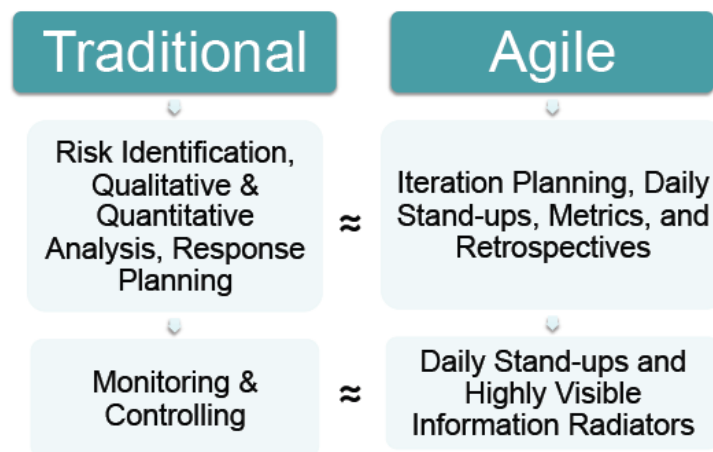 Traditional
Agile
Risk Identification,
Qualitative &
Quantitative
Analysis, Response
Planning
≈
Iteration Planning, Daily
Stand-ups, Metrics, and
Retrospectives
Monitoring &
Controlling
≈
Daily Stand-ups and
Highly Visible
Information Radiators